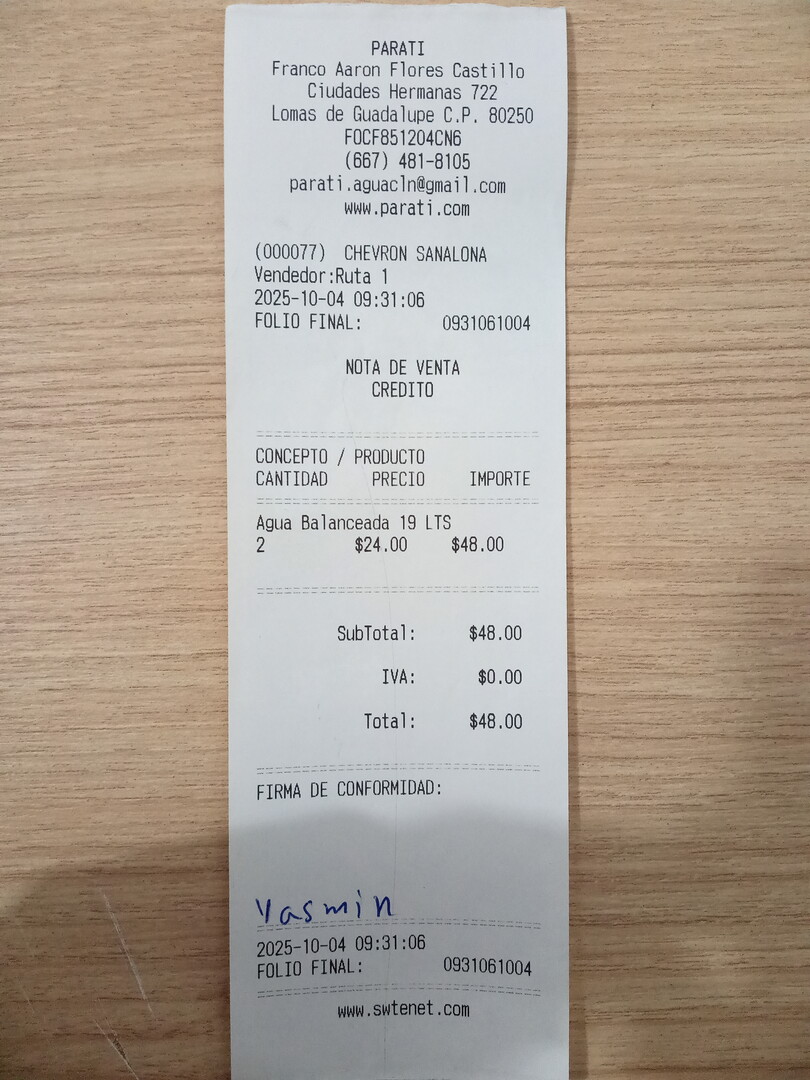 PARATI
Franco Aaron Flores Castillo
Ciudades Hermanas 722
Lomas de Guadalupe C.P. 80250
FOCF851204CN6
(667) 481-8105
parati.aguacln@gmail.com
www.parati.com
(000077) CHEVRON SANALONA
Vendedor:Ruta 1
2025-10-04 09:31:06
FOLIO FINAL: 0931061004
NOTA DE VENTA
CREDITO
CONCEPTO / PRODUCTO
CANTIDAD PRECIO IMPORTE
Agua Balanceada 19 LTS
2 $24.00 $48.00
SubTotal: $48.00
IVA: $0.00
Total: $48.00
FIRMA DE CONFORMIDAD:
Yasmin
2025-10-04 09:31:06
FOLIO FINAL: 0931061004
www.swtenet.com